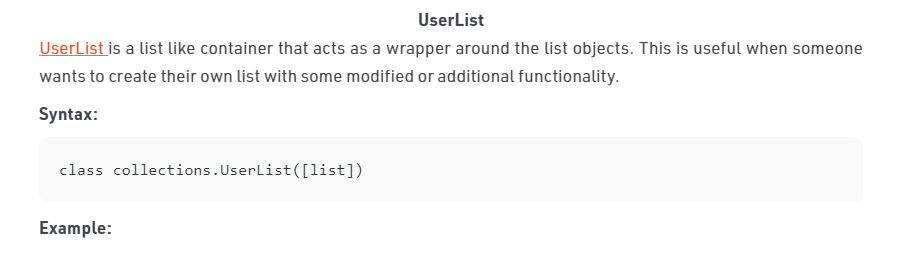 UserList
UserList is a list like container that acts as a wrapper around the list objects. This is useful when someone
wants to create their own list with some modified or additional functionality.
Syntax:
class collections.UserList([list])
Example: